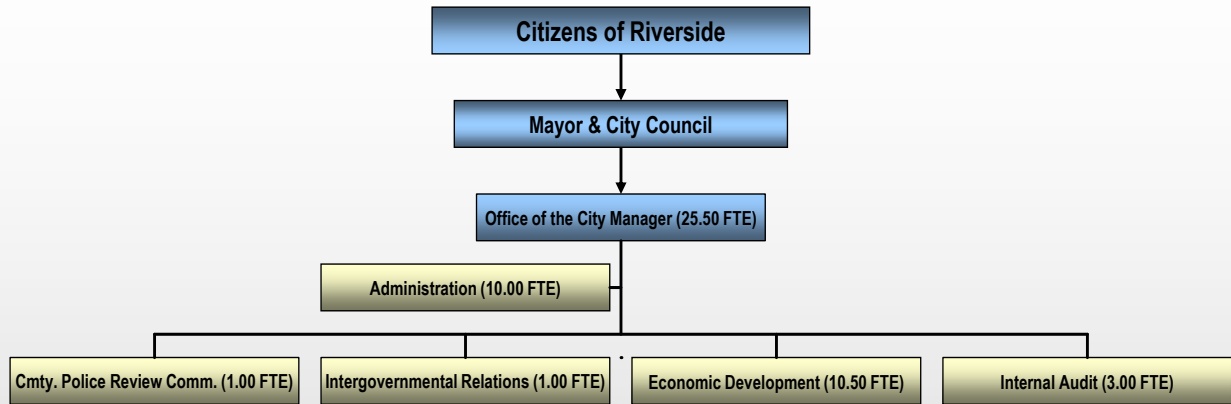 Citizens of Riverside
Mayor & City Council
Office of the City Manager (25.50 FTE)
Administration (10.00 FTE)
Cmty. Police Review Comm. (1.00 FTE)
Intergovernmental Relations (1.00 FTE)
Economic Development (10.50 FTE)
Internal Audit (3.00 FTE)